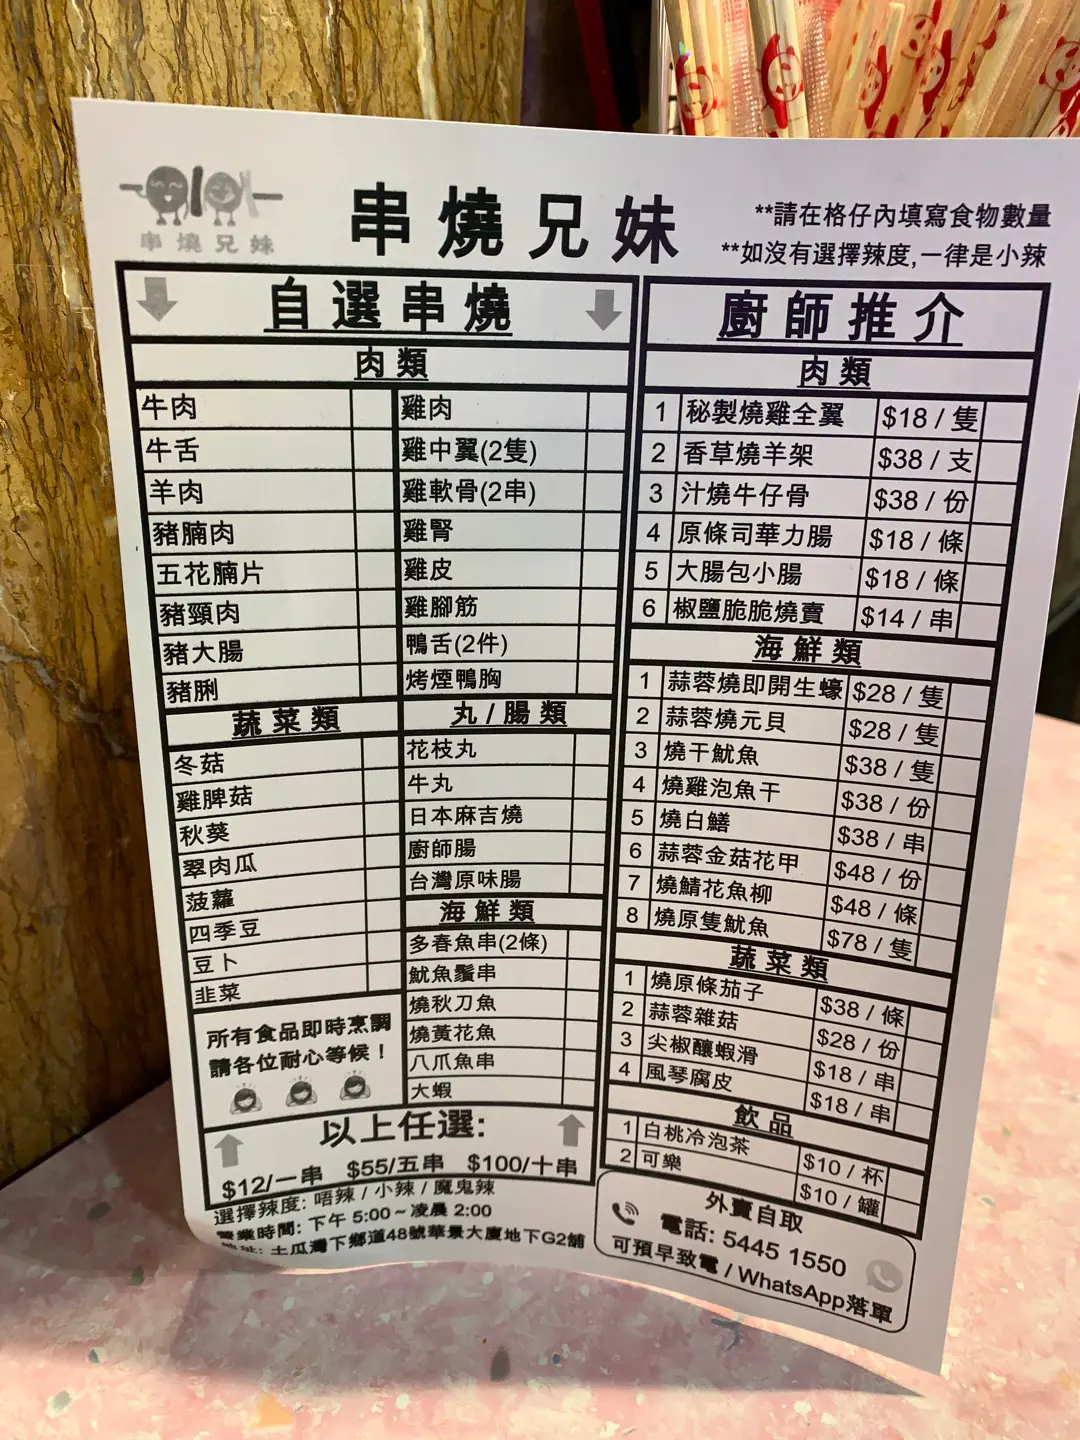 串燒兄妹
串燒兄妹
**請在格仔內填寫食物數量
**如沒有選擇辣度,一律是小辣
自選串燒
肉類
牛肉 雞肉
牛舌 雞中翼(2隻)
羊肉 雞軟骨(2串)
豬腩肉 雞腎
五花腩片 雞皮
豬頸肉 雞腳筋
豬大腸 鴨舌(2件)
豬脷 烤煙鴨胸
蔬菜類
冬菇
雞脾菇
秋葵
翠肉瓜
菠蘿
四季豆
豆卜
韭菜
所有食品即時烹調
請各位耐心等候！
丸/腸類
花枝丸
牛丸
日本麻吉燒
廚師腸
台灣原味腸
海鮮類
多春魚串(2條)
魷魚鬚串
燒秋刀魚
燒黃花魚
八爪魚串
大蝦
以上任選:
$12/一串 $55/五串 $100/十串
選擇辣度: 唔辣 / 小辣 / 魔鬼辣
營業時間: 下午 5:00 ~ 凌晨 2:00
地址: 土瓜灣下鄉道48號華景大廈地下G2舖
廚師推介
肉類
1 秘製燒雞全翼 $18 / 隻
2 香草燒羊架 $38 / 支
3 汁燒牛仔骨 $38 / 份
4 原條司華力腸 $18 / 條
5 大腸包小腸 $18 / 條
6 椒鹽脆脆燒賣 $14 / 串
海鮮類
1 蒜蓉燒即開生蠔 $28 / 隻
2 蒜蓉燒元貝 $28 / 隻
3 燒干魷魚 $38 / 隻
4 燒雞泡魚干 $38 / 份
5 燒白鱔 $38 / 串
6 蒜蓉金菇花甲 $48 / 份
7 燒鯖花魚柳 $48 / 條
8 燒原隻魷魚 $78 / 隻
蔬菜類
1 燒原條茄子 $38 / 條
2 蒜蓉雜菇 $28 / 份
3 尖椒釀蝦滑 $18 / 串
4 風琴腐皮 $18 / 串
飲品
1 白桃冷泡茶 $10 / 杯
2 可樂 $10 / 罐
外賣自取
電話: 5445 1550
可預早致電 / WhatsApp落單